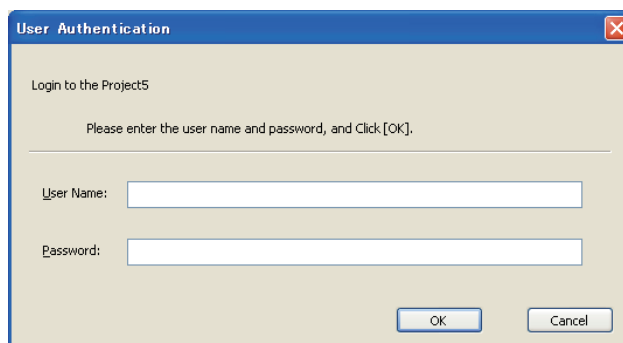 User Authentication
Login to the Project5
Please enter the user name and password, and Click [OK].
User Name:
Password:
OK Cancel